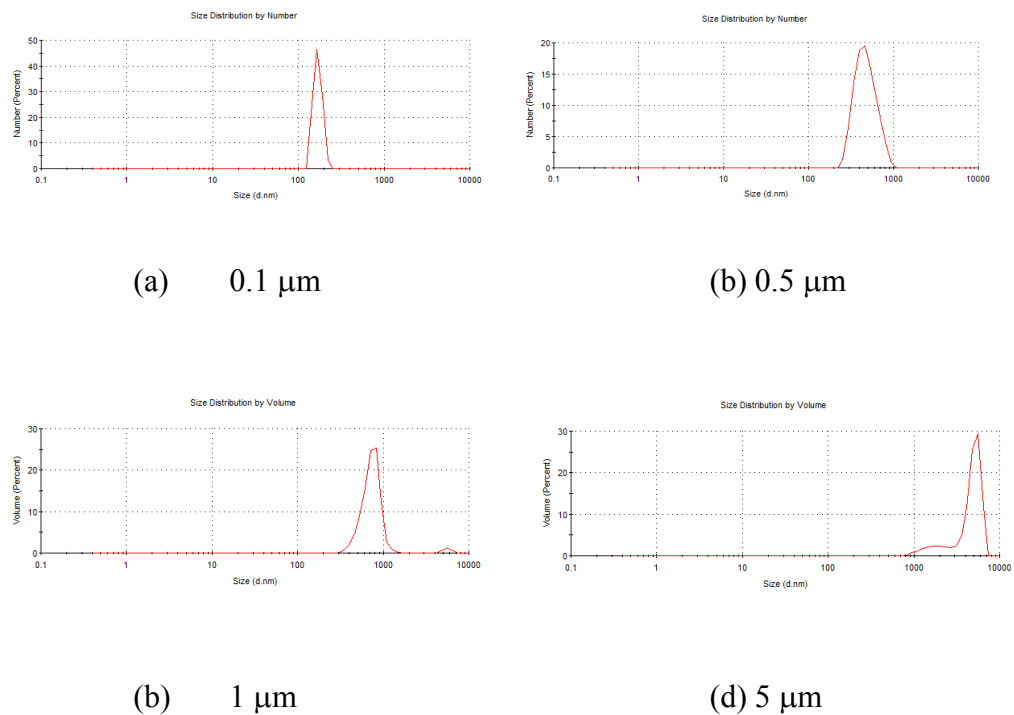 Size Distribution by Number
Number (Percent)
50
40
30
20
10
0
0.1 1 10 100 1000 10000
Size (d.nm)
(a) 0.1 μm
Size Distribution by Number
Number (Percent)
20
15
10
5
0
0.1 1 10 100 1000 10000
Size (d.nm)
(b) 0.5 μm
Size Distribution by Volume
Volume (Percent)
30
20
10
0
0.1 1 10 100 1000 10000
Size (d.nm)
(b) 1 μm
Size Distribution by Volume
Volume (Percent)
30
20
10
0
0.1 1 10 100 1000 10000
Size (d.nm)
(d) 5 μm